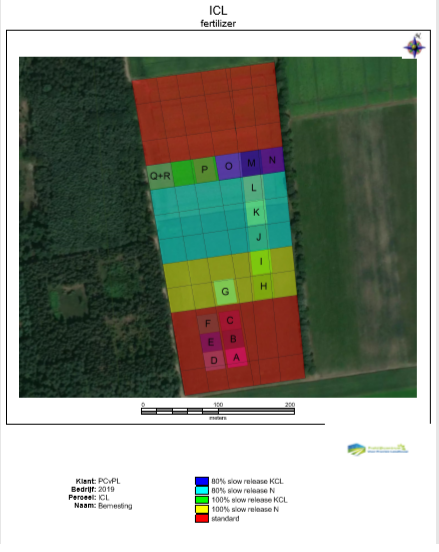 ICL
fertilizer
N
Q+R P O M N
L
K
J
I
H
G
F C
E B
D A
0 100 200
meters
Klant: PCvPL
Bedrijf: 2019
Perceel: ICL
Naam: Bemesting
80% slow release KCL
80% slow release N
100% slow release KCL
100% slow release N
standard